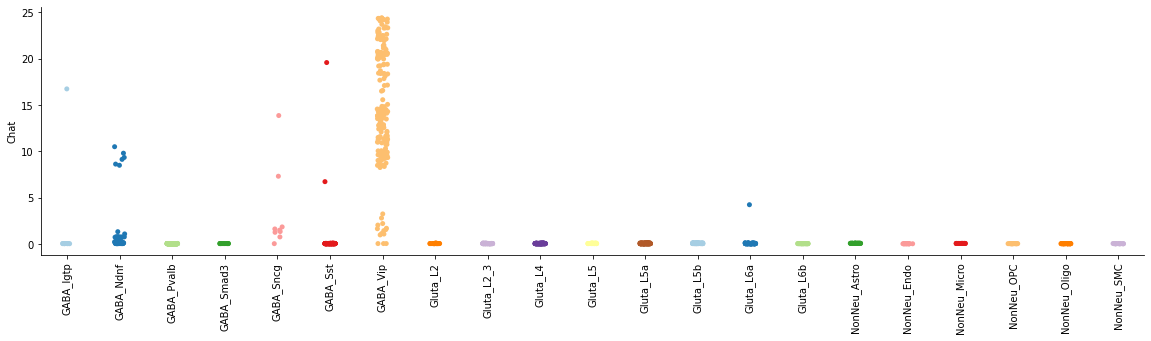 25
20
15
10
5
0
Chat
GABA_Igtp
GABA_Ndnf
GABA_Pvalb
GABA_Smad3
GABA_Sncg
GABA_Sst
GABA_Vip
Gluta_L2
Gluta_L2_3
Gluta_L4
Gluta_L5
Gluta_L5a
Gluta_L5b
Gluta_L6a
Gluta_L6b
NonNeu_Astro
NonNeu_Endo
NonNeu_Micro
NonNeu_OPC
NonNeu_Oligo
NonNeu_SMC